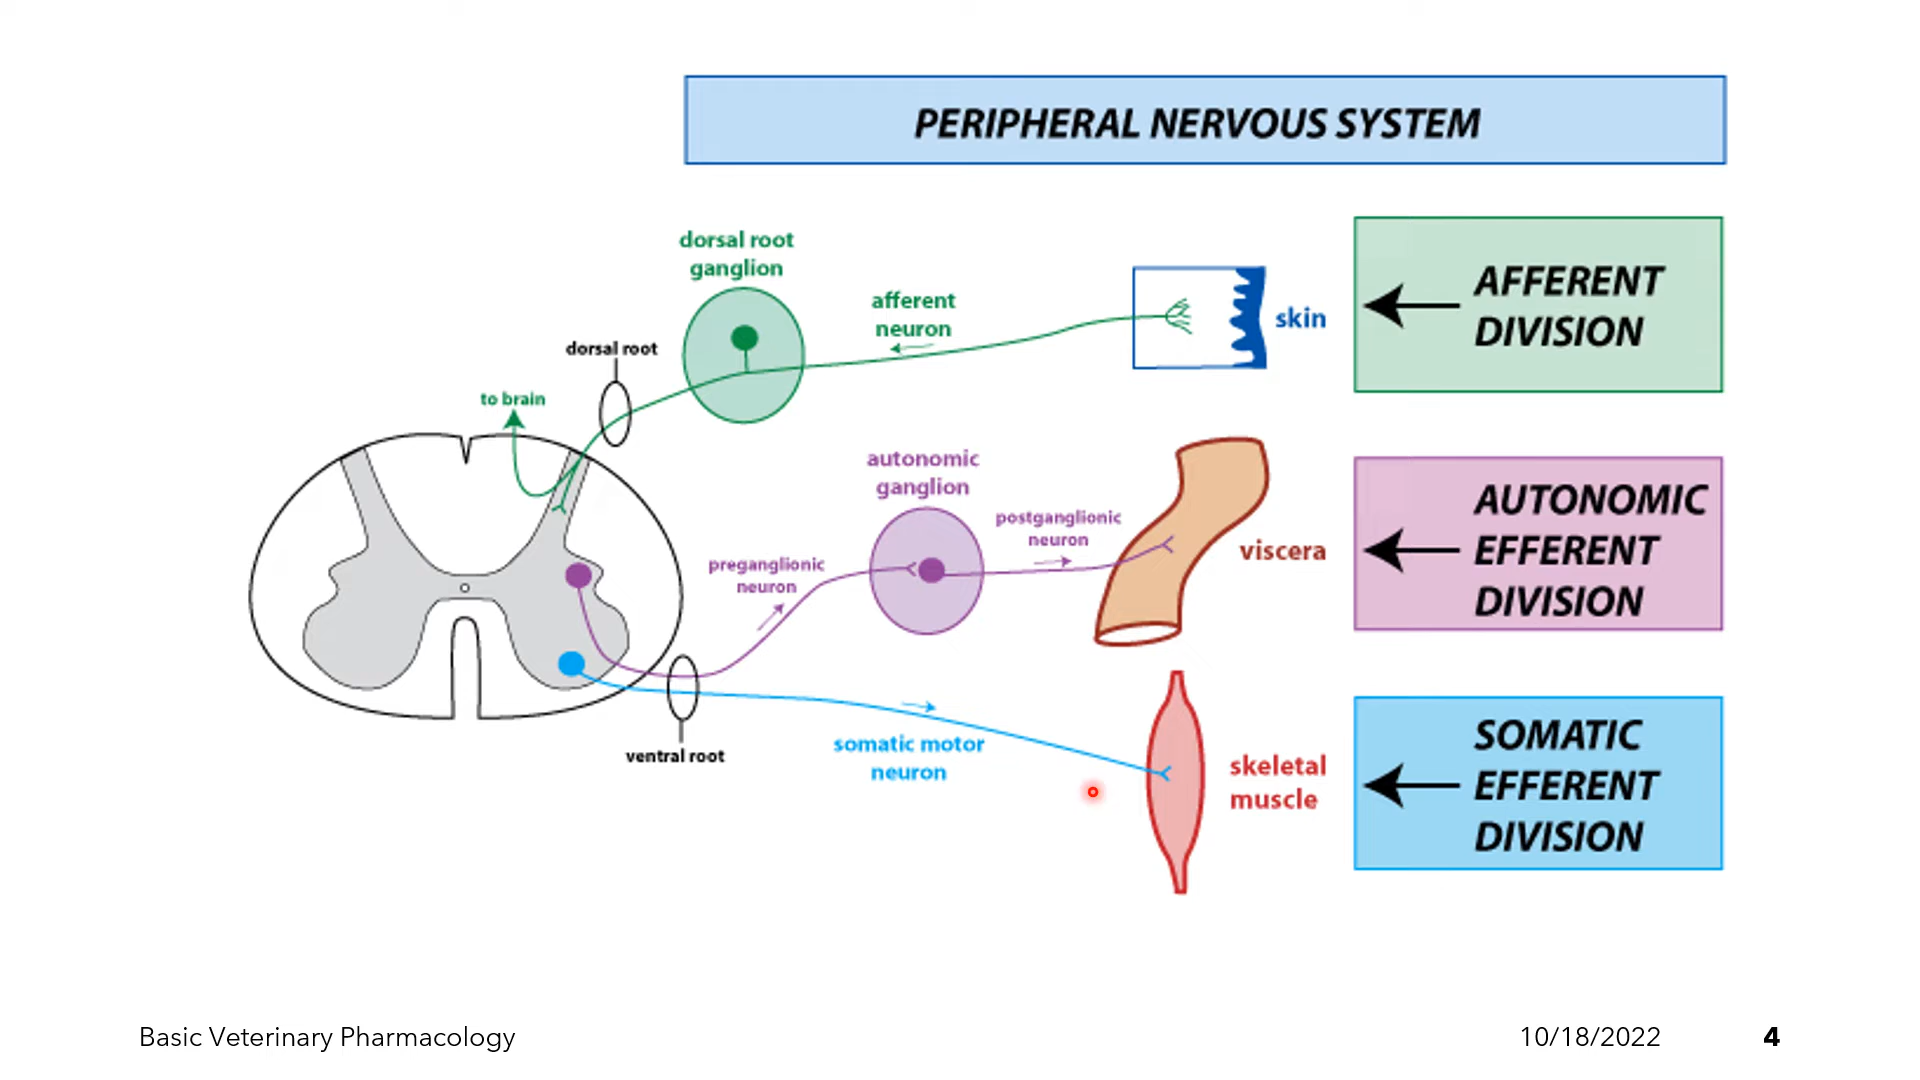 PERIPHERAL NERVOUS SYSTEM
dorsal root
ganglion
afferent
neuron
skin
AFFERENT
DIVISION
dorsal root
to brain
autonomic
ganglion
postganglionic
neuron
preganglionic
neuron
viscera
AUTONOMIC
EFFERENT
DIVISION
ventral root
somatic motor
neuron
skeletal
muscle
SOMATIC
EFFERENT
DIVISION
Basic Veterinary Pharmacology
10/18/2022
4